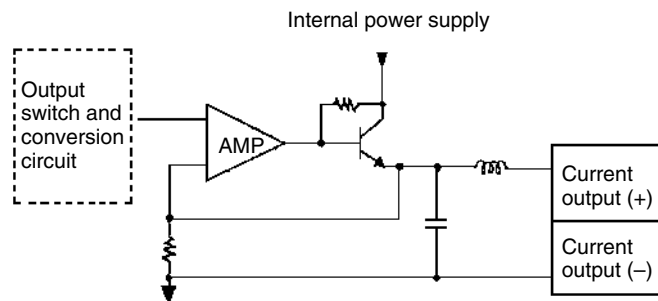 Internal power supply
Output
switch and
conversion
circuit
AMP
Current
output (+)
Current
output (–)